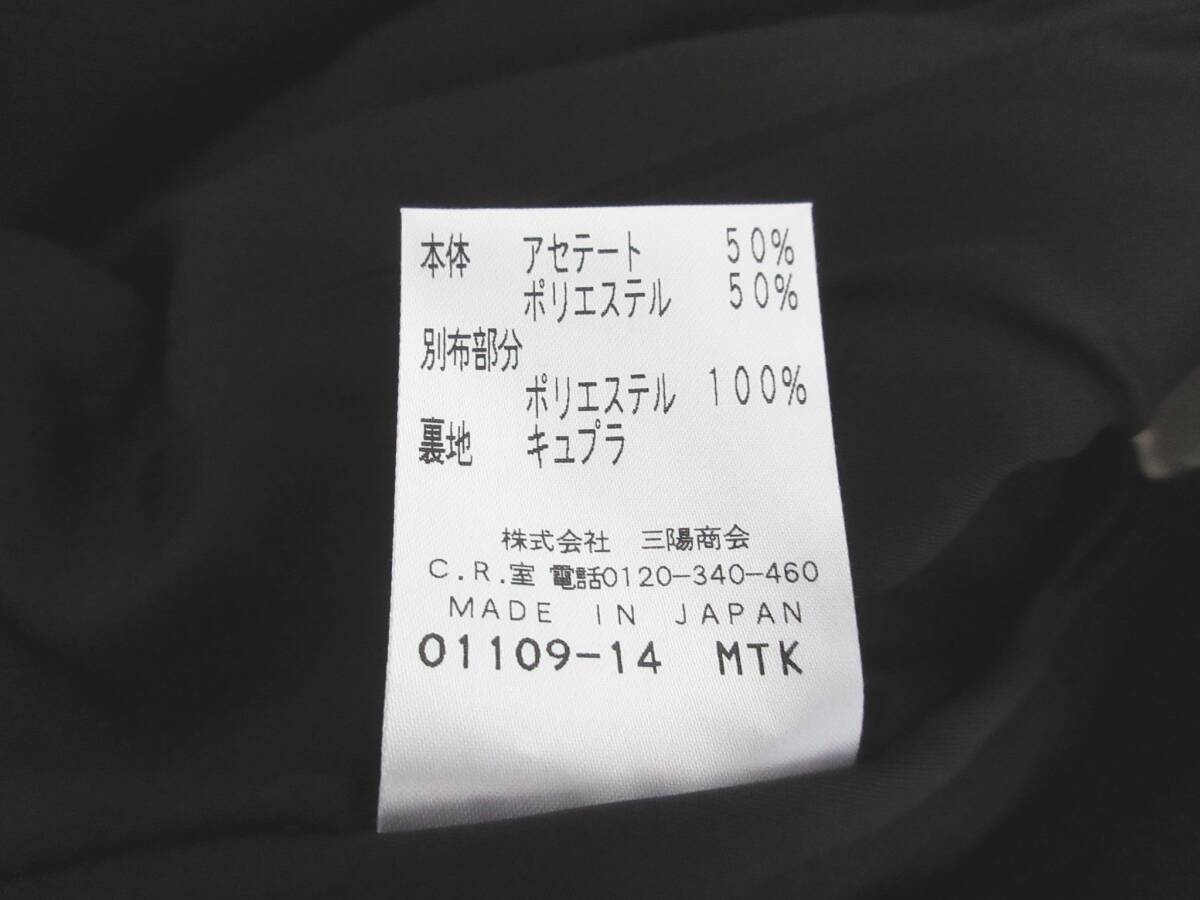 本体 アセテート 50%
ポリエステル 50%
別布部分
ポリエステル 100%
裏地 キュプラ
株式会社 三陽商会
C.R.室 電話0120-340-460
MADE IN JAPAN
01109-14 MTK